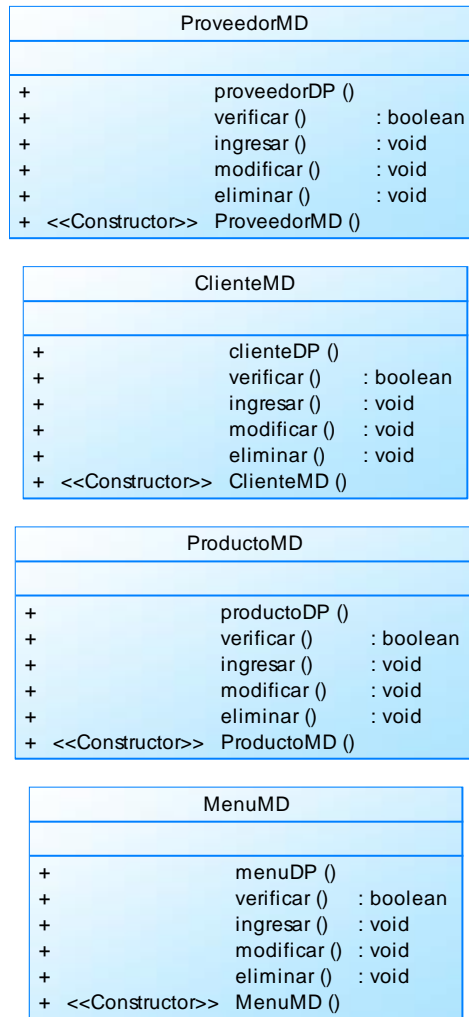 ProveedorMD
+ proveedorDP ()
+ verificar () : boolean
+ ingresar () : void
+ modificar () : void
+ eliminar () : void
+ <<Constructor>> ProveedorMD ()
ClienteMD
+ clienteDP ()
+ verificar () : boolean
+ ingresar () : void
+ modificar () : void
+ eliminar () : void
+ <<Constructor>> ClienteMD ()
ProductoMD
+ productoDP ()
+ verificar () : boolean
+ ingresar () : void
+ modificar () : void
+ eliminar () : void
+ <<Constructor>> ProductoMD ()
MenuMD
+ menuDP ()
+ verificar () : boolean
+ ingresar () : void
+ modificar () : void
+ eliminar () : void
+ <<Constructor>> MenuMD ()